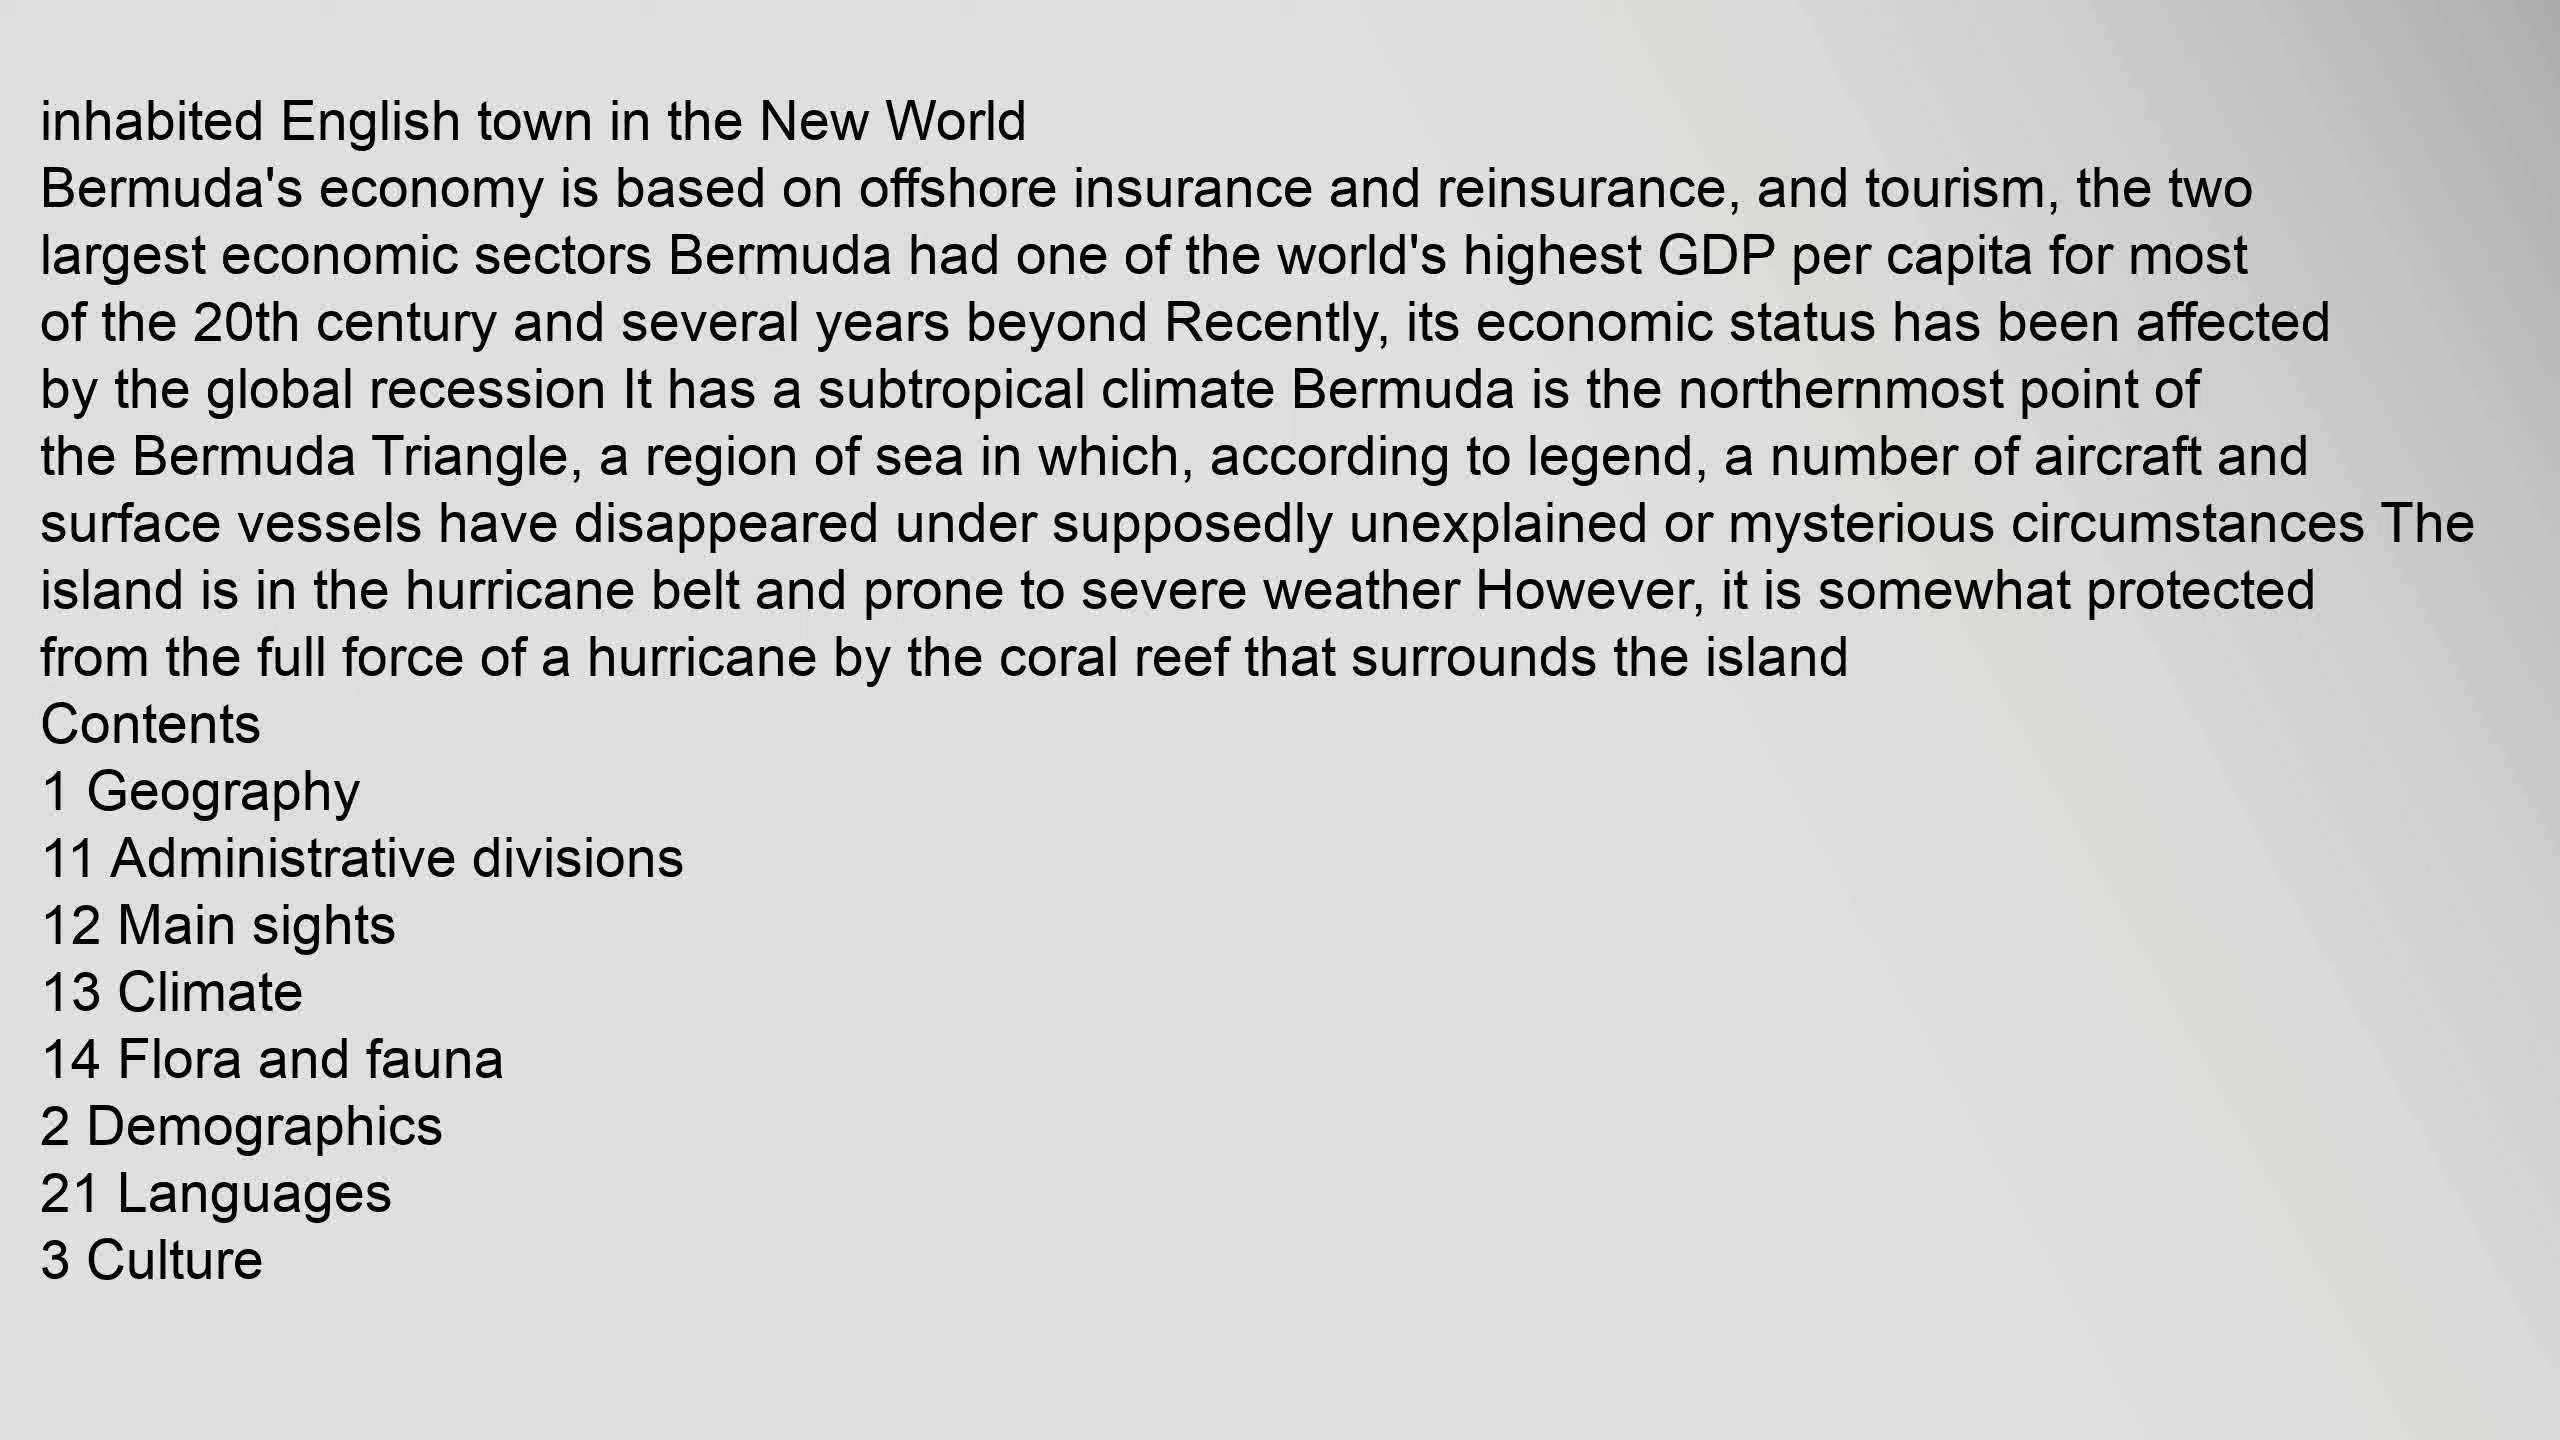 inhabited English town in the New World
Bermuda's economy is based on offshore insurance and reinsurance, and tourism, the two
largest economic sectors Bermuda had one of the world's highest GDP per capita for most
of the 20th century and several years beyond Recently, its economic status has been affected
by the global recession It has a subtropical climate Bermuda is the northernmost point of
the Bermuda Triangle, a region of sea in which, according to legend, a number of aircraft and
surface vessels have disappeared under supposedly unexplained or mysterious circumstances The
island is in the hurricane belt and prone to severe weather However, it is somewhat protected
from the full force of a hurricane by the coral reef that surrounds the island
Contents
1 Geography
11 Administrative divisions
12 Main sights
13 Climate
14 Flora and fauna
2 Demographics
21 Languages
3 Culture